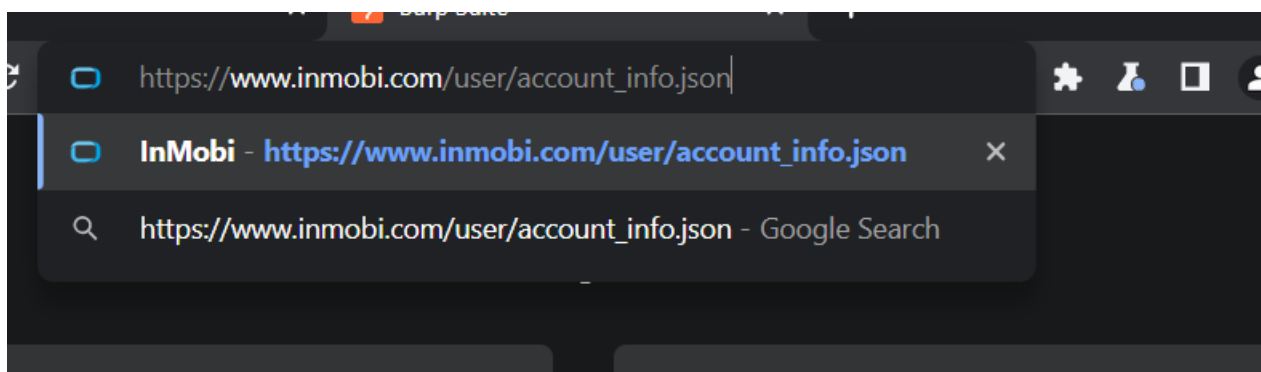 Burp Suite
https://www.inmobi.com/user/account_info.json
InMobi - https://www.inmobi.com/user/account_info.json
https://www.inmobi.com/user/account_info.json - Google Search